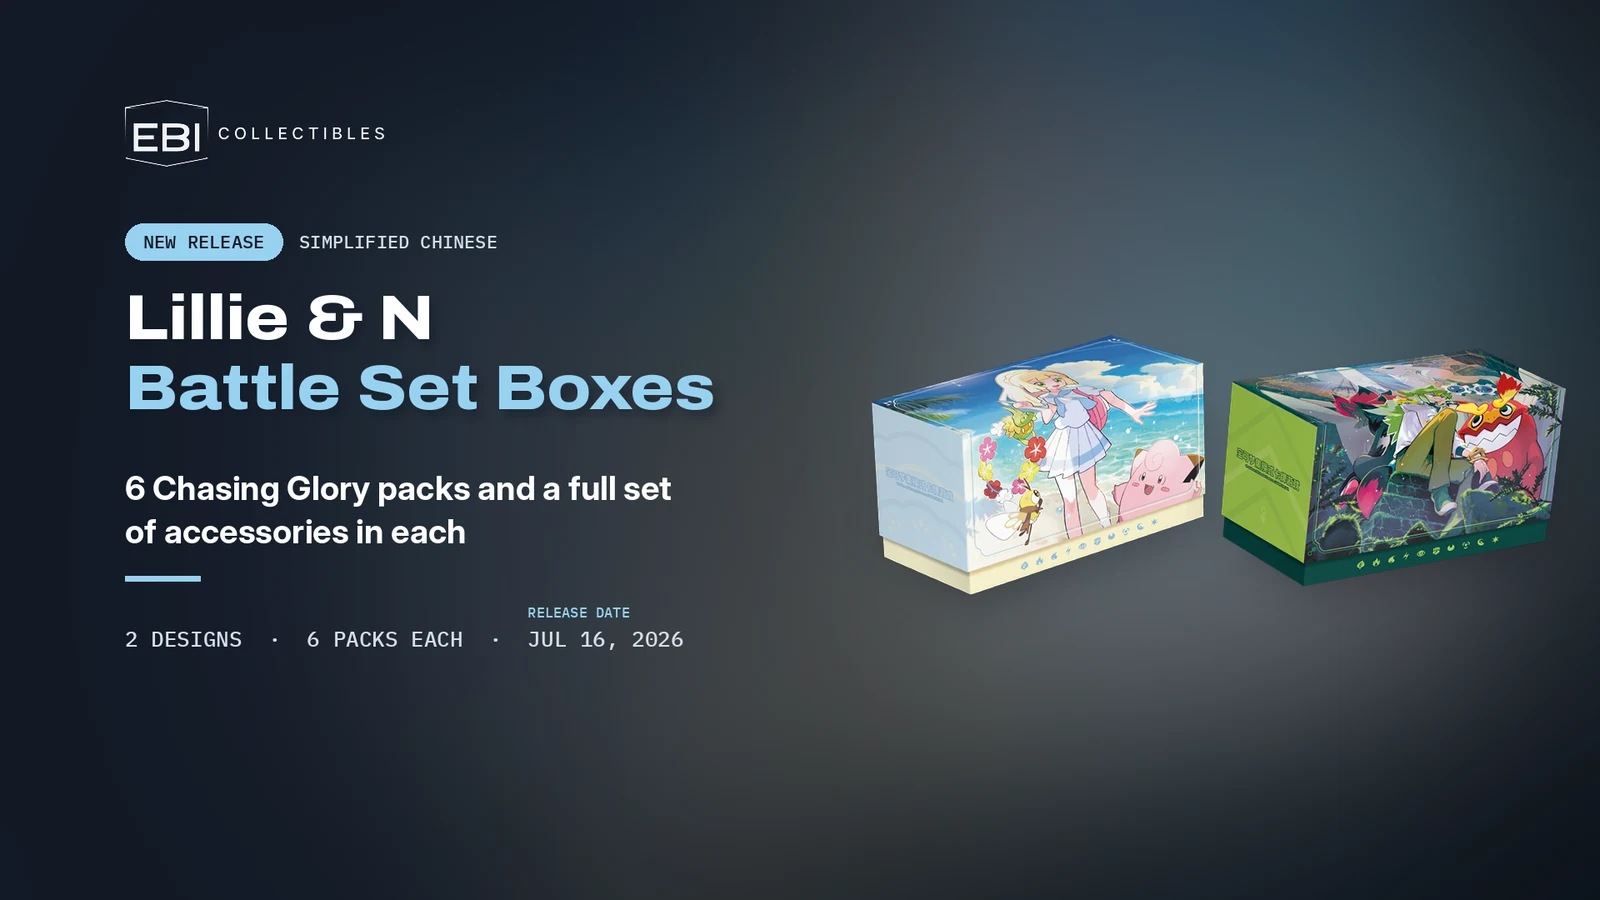 EBI COLLECTIBLES
NEW RELEASE SIMPLIFIED CHINESE
Lillie & N
Battle Set Boxes
6 Chasing Glory packs and a full set
of accessories in each
RELEASE DATE
2 DESIGNS · 6 PACKS EACH · JUL 16, 2026